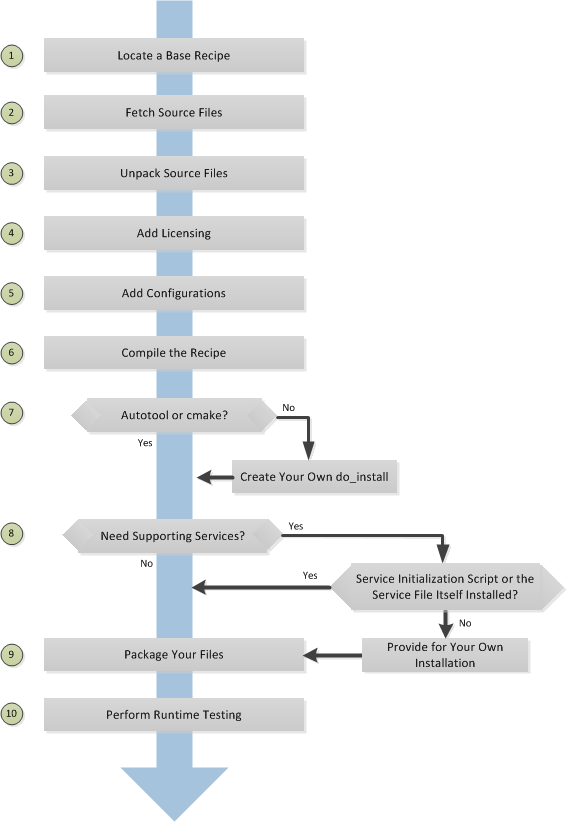 1
Locate a Base Recipe
2
Fetch Source Files
3
Unpack Source Files
4
Add Licensing
5
Add Configurations
6
Compile the Recipe
7
Autotool or cmake?
No
Yes
Create Your Own do_install
8
Need Supporting Services?
Yes
No
Service Initialization Script or the
Service File Itself Installed?
Yes
No
9
Package Your Files
Provide for Your Own
Installation
10
Perform Runtime Testing